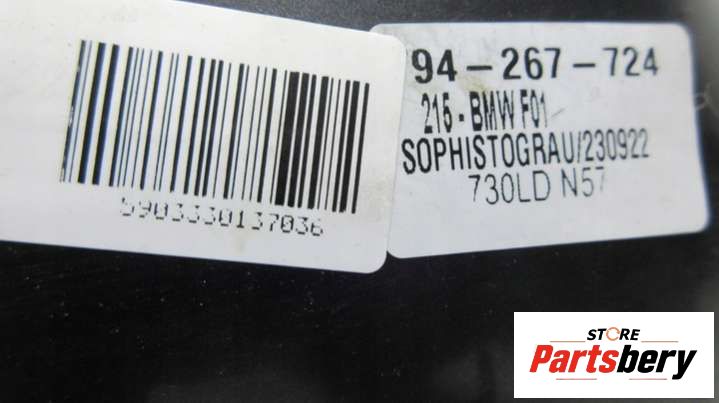 94-267-724
215-BMW F01
SOPHISTOGRAU/230922
730LD N57
5903330137036
STORE
Partsbery